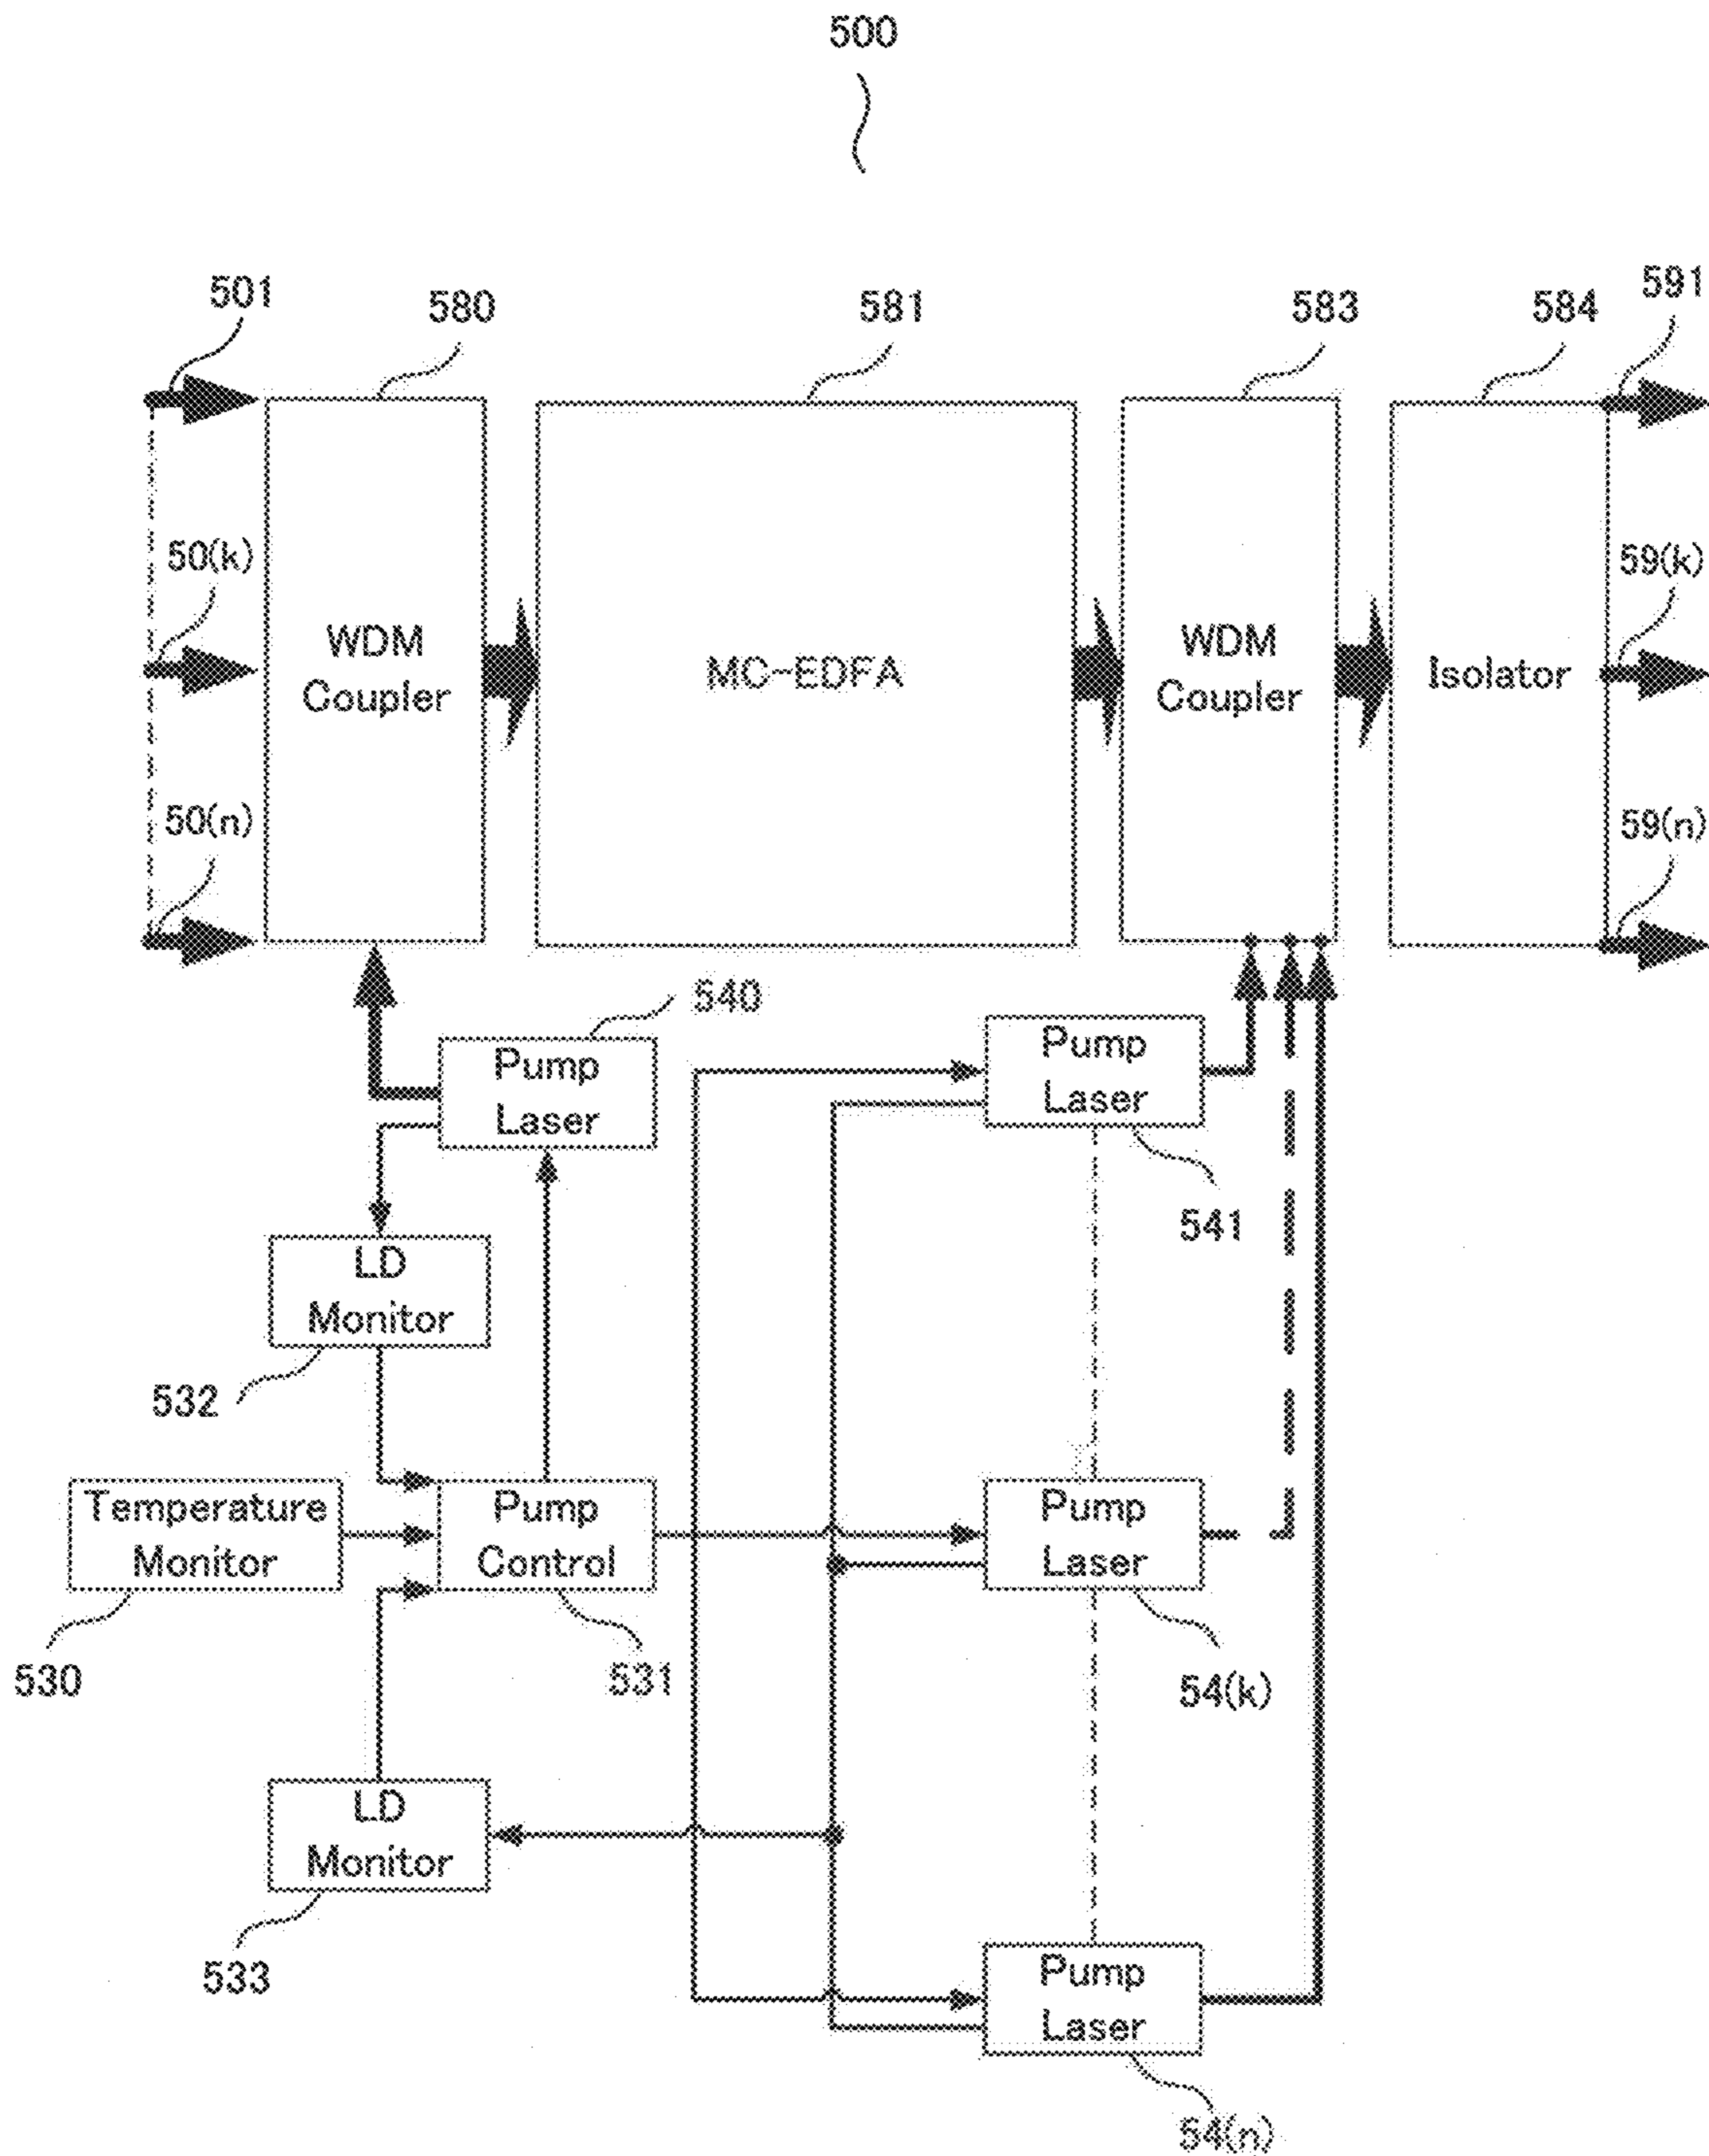 500
501
580
581
583
584
591
50(k)
59(k)
WDM
Coupler
MC-EDFA
WDM
Coupler
Isolator
50(n)
59(n)
540
Pump
Laser
Pump
Laser
541
LD
Monitor
532
Temperature
Monitor
Pump
Control
Pump
Laser
530
531
54(k)
LD
Monitor
533
Pump
Laser
54(n)